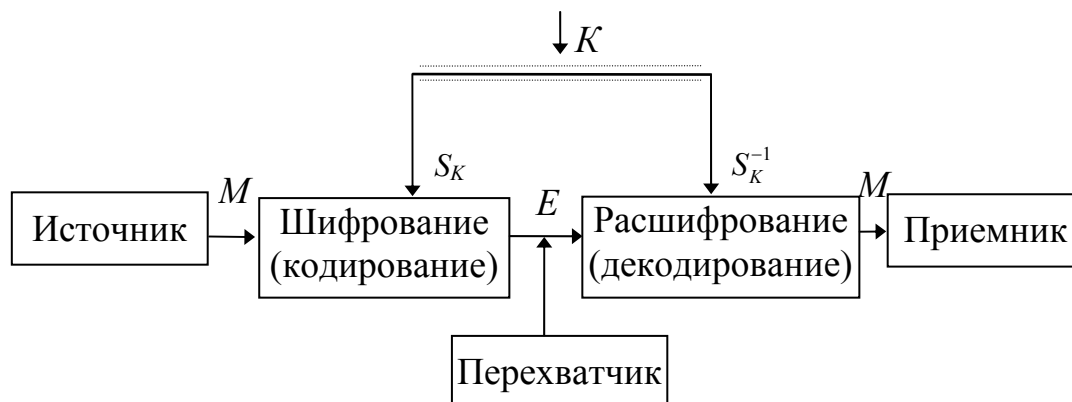 К
S_K
S_K^{-1}
M
E
M
Источник
Шифрование
(кодирование)
Расшифрование
(декодирование)
Приемник
Перехватчик